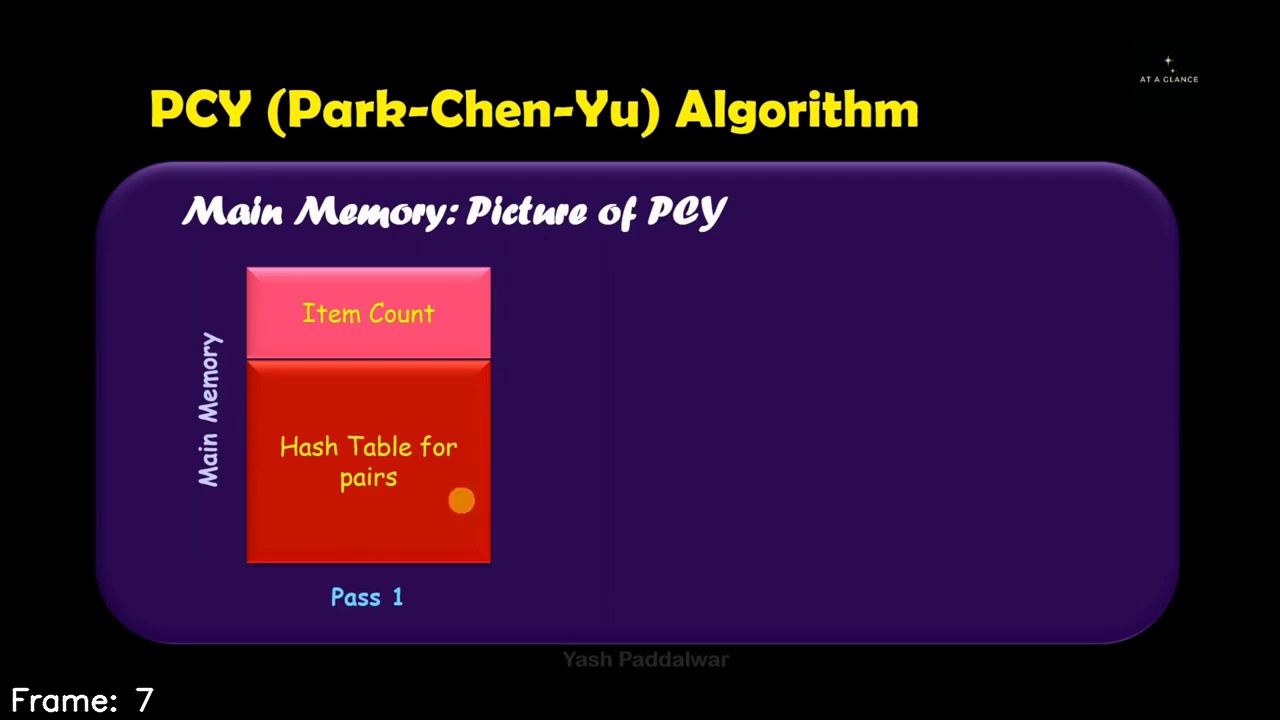 AT A GLANCE
PCY (Park-Chen-Yu) Algorithm
Main Memory: Picture of PCY
Item Count
Main Memory
Hash Table for
pairs
Pass 1
Yash Paddalwar
Frame: 7